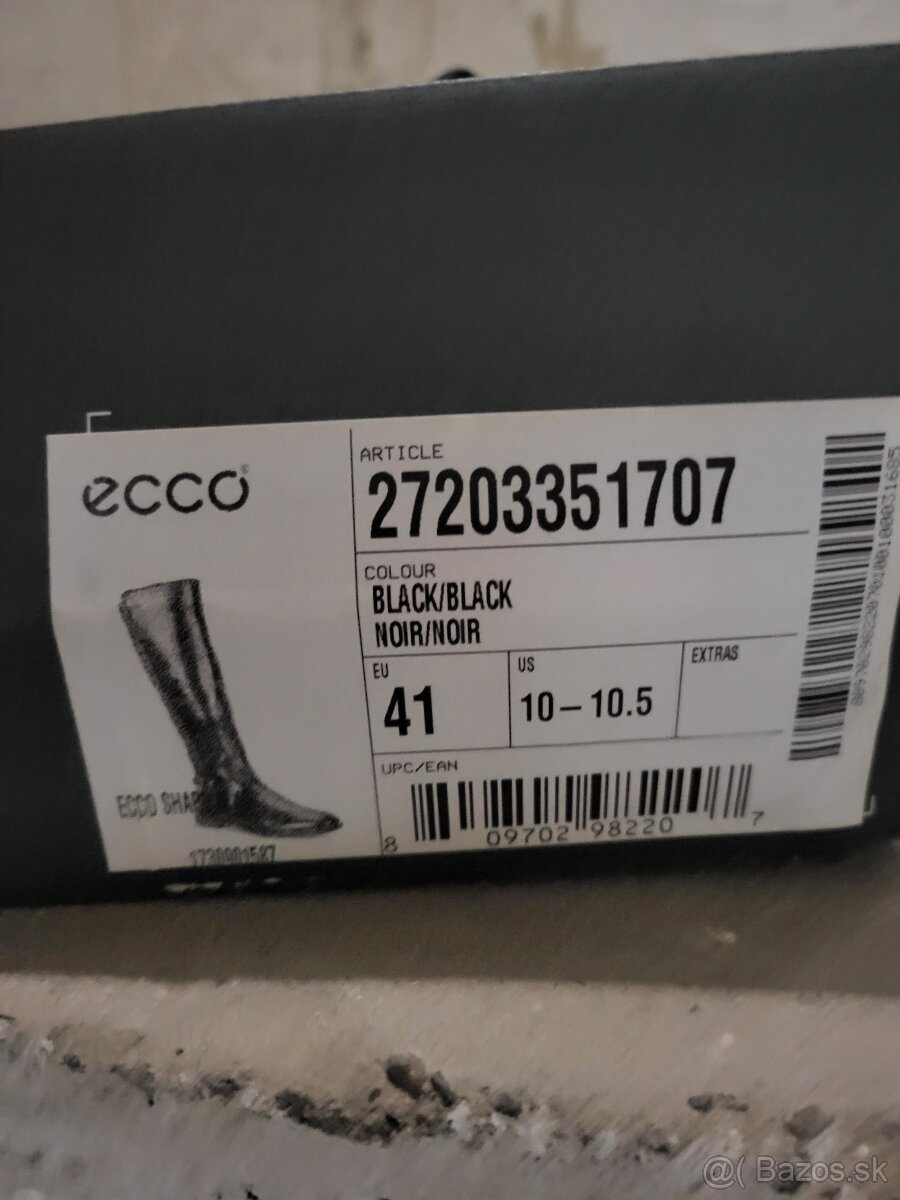 ecco®
ECCO
ARTICLE
27203351707
COLOUR
BLACK/BLACK
NOIR/NOIR
EU
41
US
10–10.5
EXTRAS
UPC/EAN
8 09702 98220 7
@( Bazos.sk